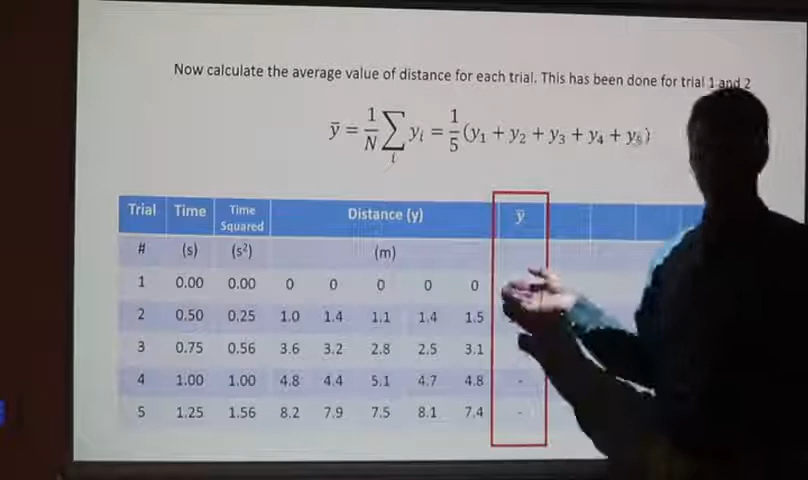 Now calculate the average value of distance for each trial. This has been done for trial 1 and 2
ȳ = 1/N ∑ᵢ yᵢ = 1/5 (y₁ + y₂ + y₃ + y₄ + y₅)
Trial Time Time Squared Distance (y) ȳ
# (s) (s²) (m)
1 0.00 0.00 0 0 0 0 0
2 0.50 0.25 1.0 1.4 1.1 1.4 1.5
3 0.75 0.56 3.6 3.2 2.8 2.5 3.1
4 1.00 1.00 4.8 4.4 5.1 4.7 4.8 -
5 1.25 1.56 8.2 7.9 7.5 8.1 7.4 -